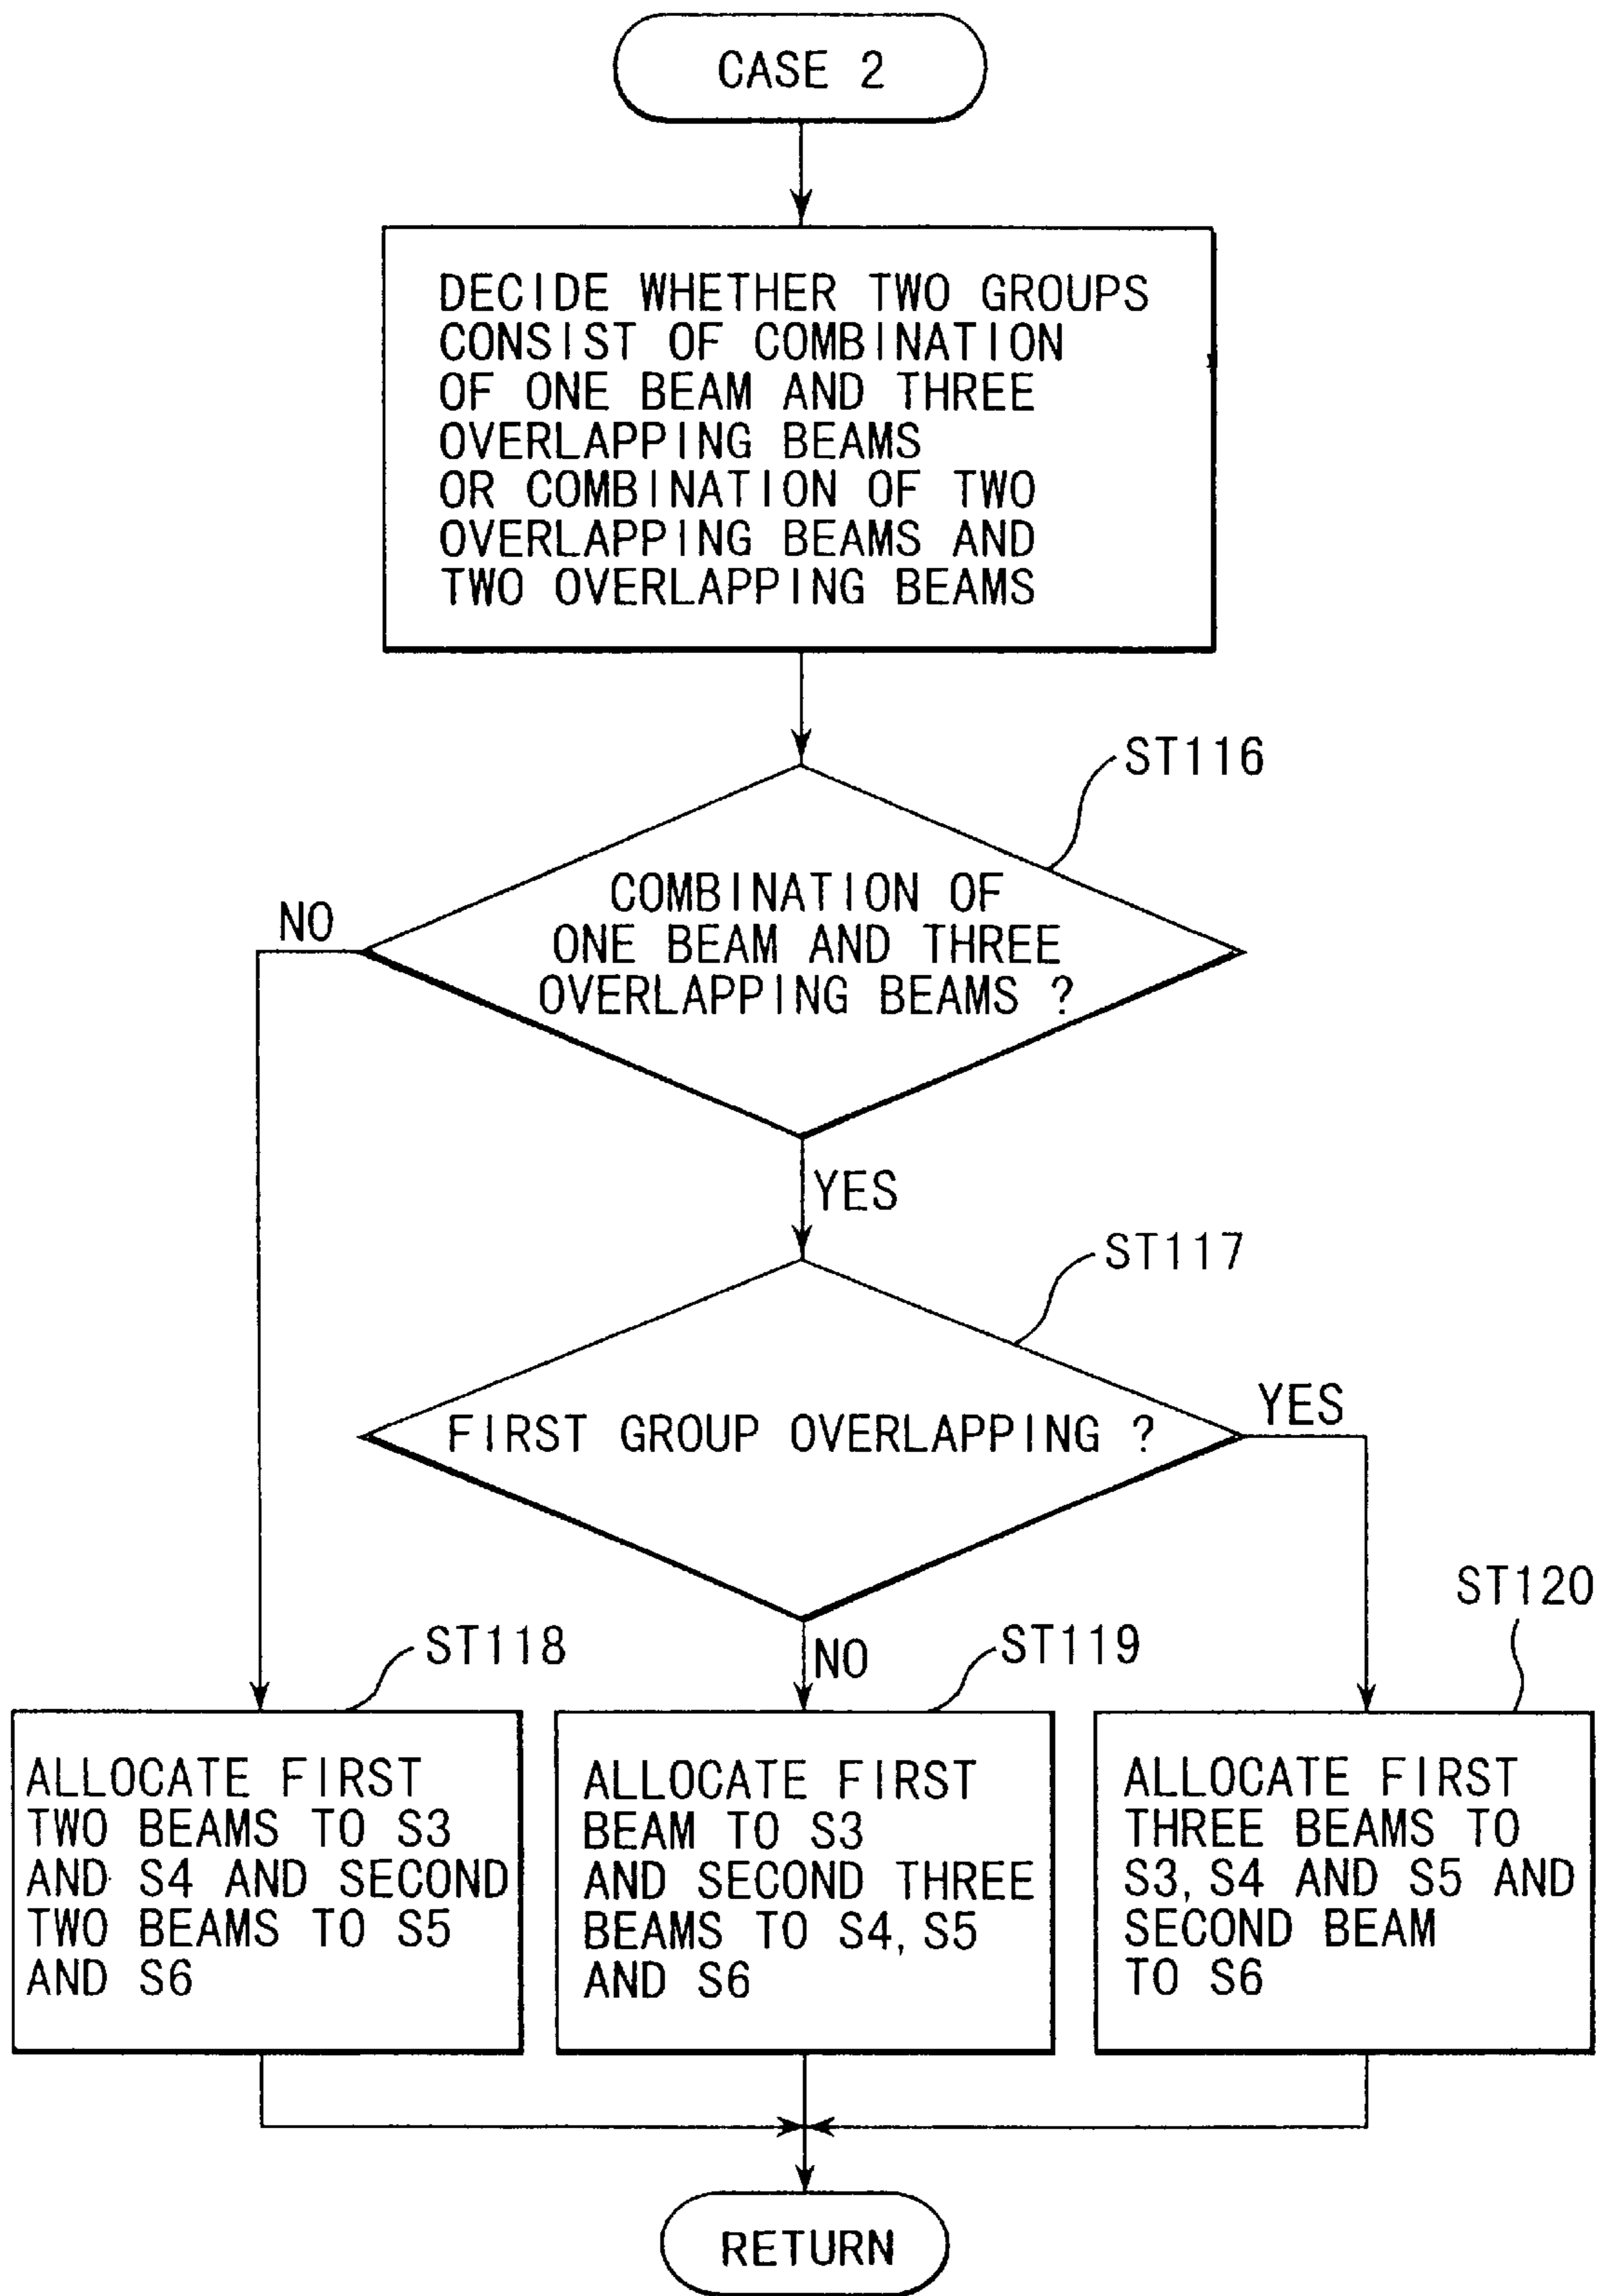 CASE 2
DECIDE WHETHER TWO GROUPS
CONSIST OF COMBINATION
OF ONE BEAM AND THREE
OVERLAPPING BEAMS
OR COMBINATION OF TWO
OVERLAPPING BEAMS AND
TWO OVERLAPPING BEAMS
ST116
COMBINATION OF
ONE BEAM AND THREE
OVERLAPPING BEAMS ?
NO
YES
ST117
FIRST GROUP OVERLAPPING ?
YES
NO
ST118
ALLOCATE FIRST
TWO BEAMS TO S3
AND S4 AND SECOND
TWO BEAMS TO S5
AND S6
ST119
ALLOCATE FIRST
BEAM TO S3
AND SECOND THREE
BEAMS TO S4, S5
AND S6
ST120
ALLOCATE FIRST
THREE BEAMS TO
S3, S4 AND S5 AND
SECOND BEAM
TO S6
RETURN